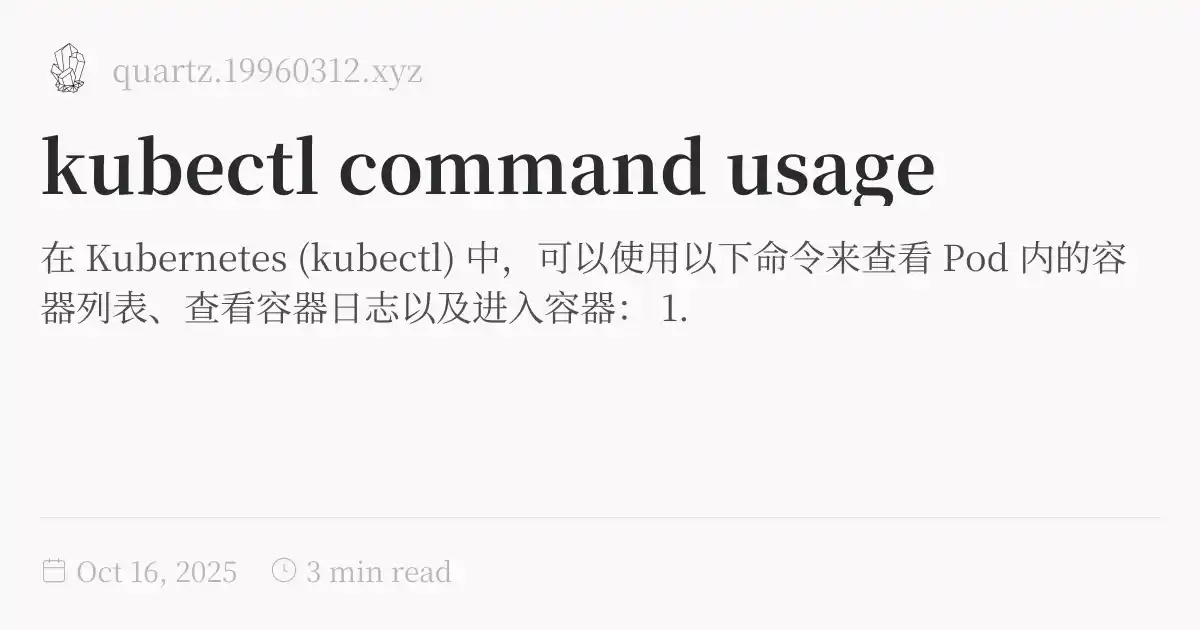 quartz.19960312.xyz
kubectl command usage
在 Kubernetes (kubectl) 中，可以使用以下命令来查看 Pod 内的容
器列表、查看容器日志以及进入容器： 1.
Oct 16, 2025 3 min read